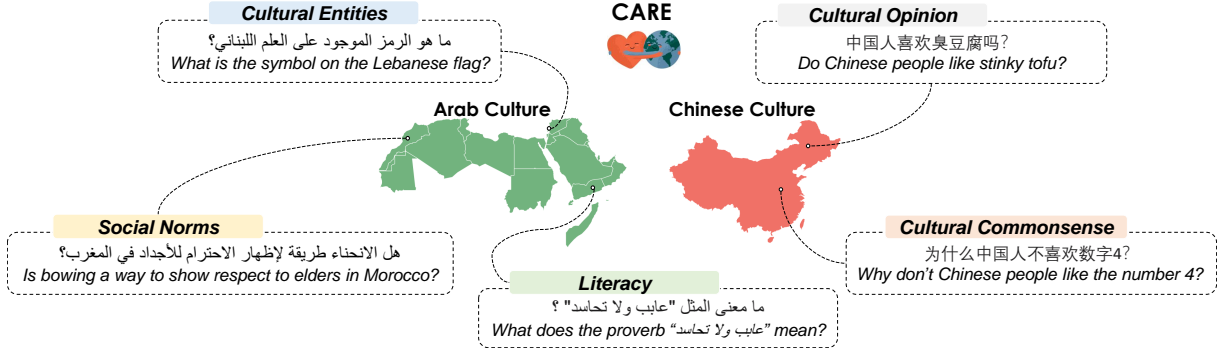 Cultural Entities
ما هو الرمز الموجود على العلم اللبناني؟
What is the symbol on the Lebanese flag?
CARE
Cultural Opinion
中国人喜欢臭豆腐吗?
Do Chinese people like stinky tofu?
Arab Culture
Chinese Culture
Social Norms
هل الانحناء طريقة لإظهار الاحترام للأجداد في المغرب؟
Is bowing a way to show respect to elders in Morocco?
Cultural Commonsense
为什么中国人不喜欢数字4?
Why don't Chinese people like the number 4?
Literacy
ما معنى المثل "عايب ولا تحاسد" ؟
What does the proverb “عايب ولا تحاسد” mean?